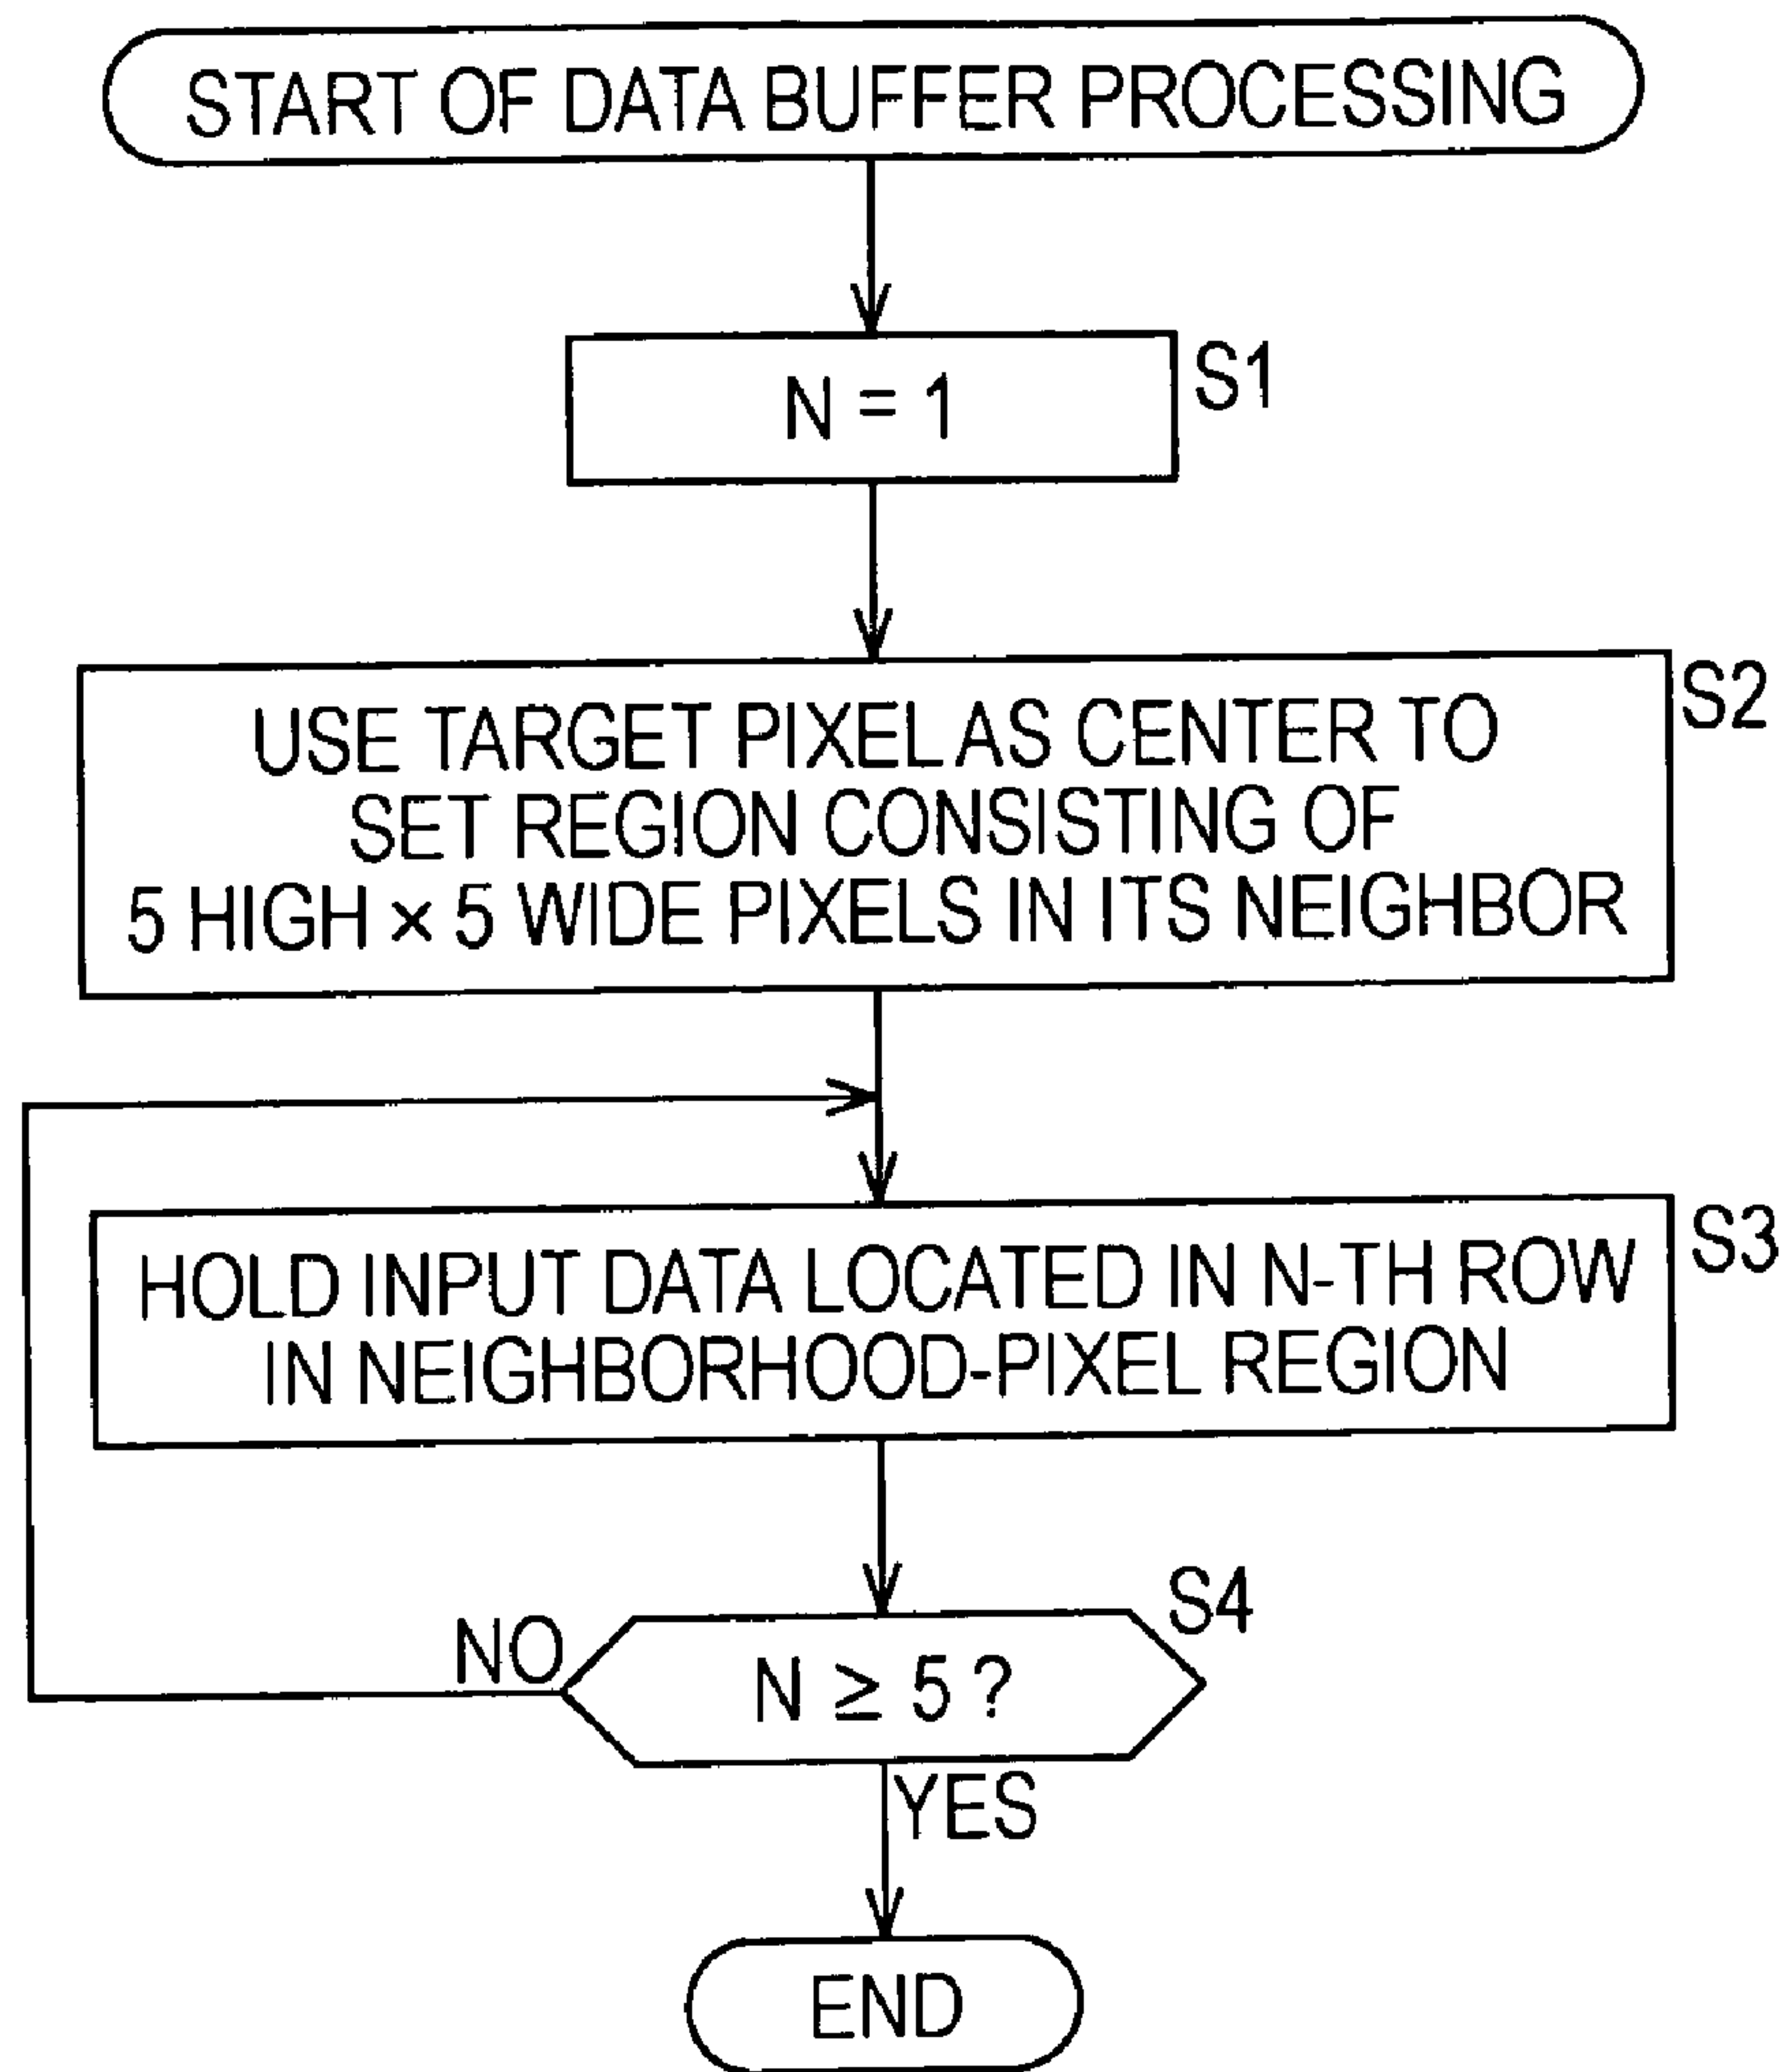 START OF DATA BUFFER PROCESSING
N = 1
S1
S2
USE TARGET PIXEL AS CENTER TO
SET REGION CONSISTING OF
5 HIGH × 5 WIDE PIXELS IN ITS NEIGHBOR
S3
HOLD INPUT DATA LOCATED IN N-TH ROW
IN NEIGHBORHOOD-PIXEL REGION
S4
NO
N ≥ 5 ?
YES
END